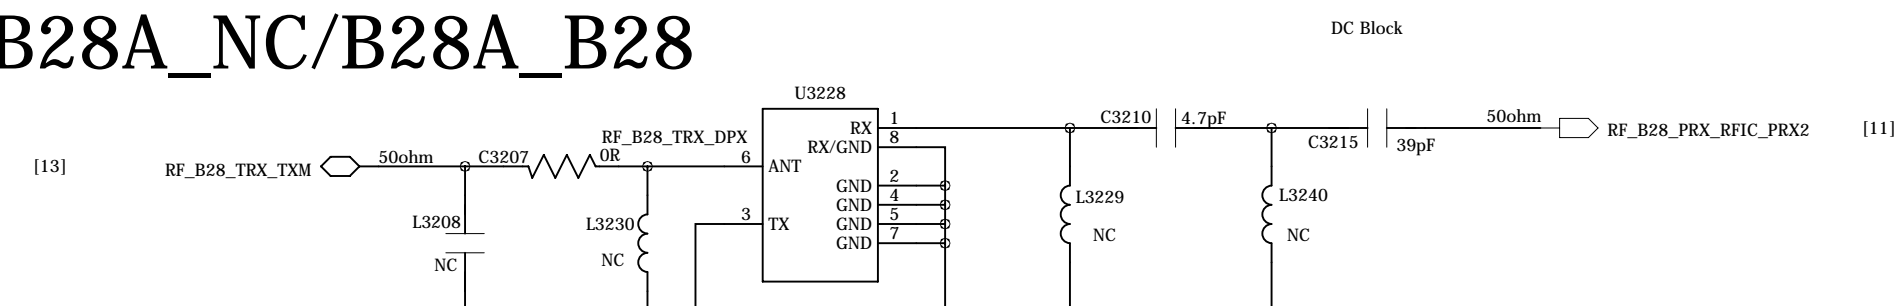 B28A_NC/B28A_B28
DC Block
U3228
[13]
RF_B28_TRX_TXM
50ohm
C3207
0R
RF_B28_TRX_DPX
6
ANT
3
TX
L3208
NC
L3230
NC
RX
1
RX/GND
8
GND
2
GND
4
GND
5
GND
7
C3210
4.7pF
L3229
NC
L3240
NC
C3215
39pF
50ohm
RF_B28_PRX_RFIC_PRX2
[11]